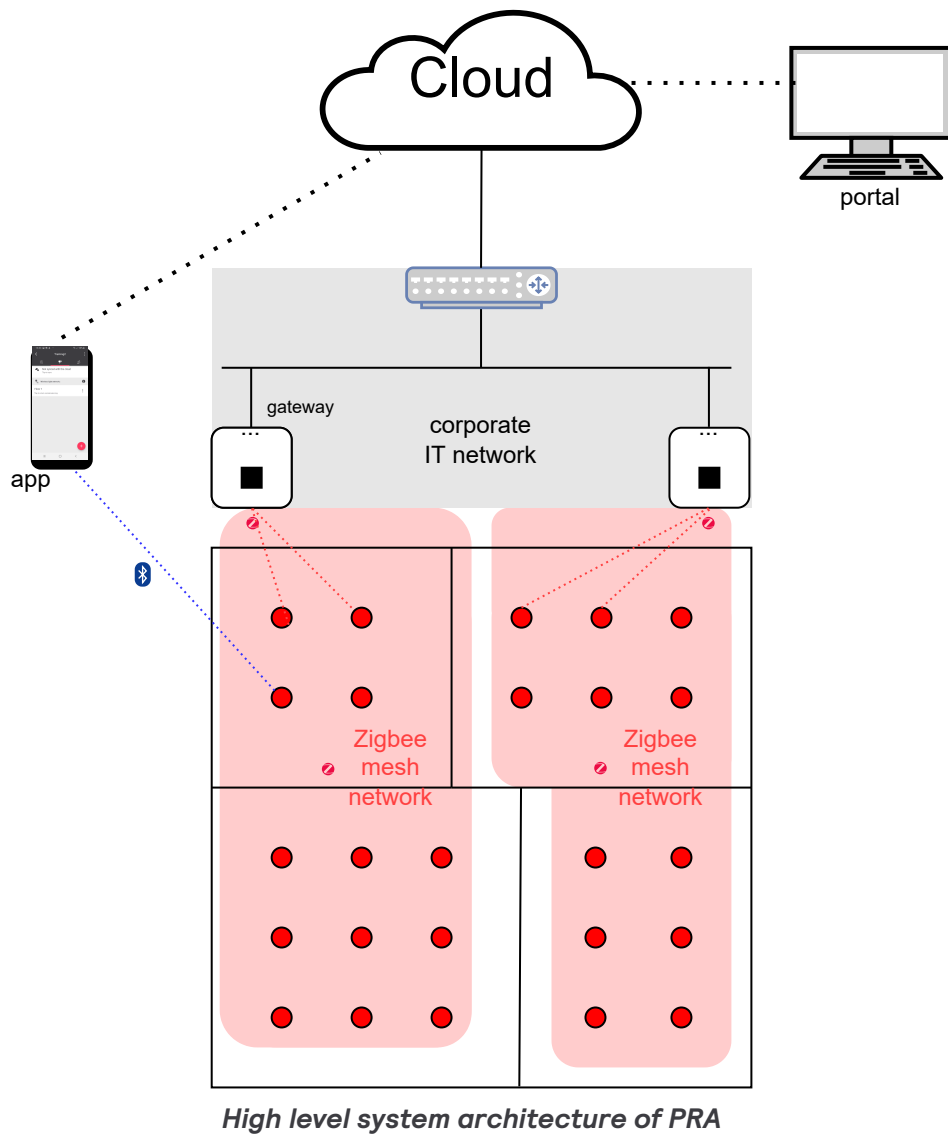 Cloud
portal
gateway
corporate
IT network
app
Zigbee
mesh
network
Zigbee
mesh
network
High level system architecture of PRA